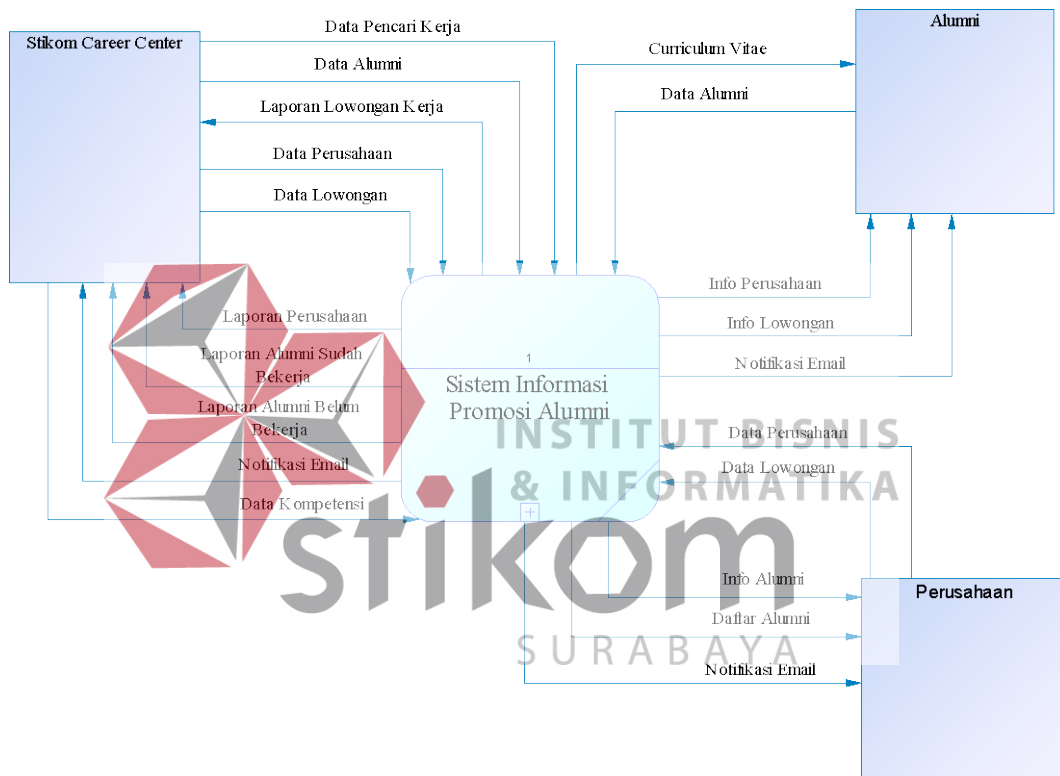 Stikom Career Center
Data Pencari Kerja
Data Alumni
Laporan Lowongan Kerja
Data Perusahaan
Data Lowongan
Alumni
Curriculum Vitae
Data Alumni
Info Perusahaan
Info Lowongan
Notifikasi Email
Laporan Perusahaan
Laporan Alumni Sudah
Bekerja
Laporan Alumni Belum
Bekerja
Notifikasi Email
Data Kompetensi
1
Sistem Informasi
Promosi Alumni
INSTITUT BISNIS
& INFORMATIKA
stikom
SURABAYA
Data Perusahaan
Data Lowongan
Perusahaan
Info Alumni
Daftar Alumni
Notifikasi Email